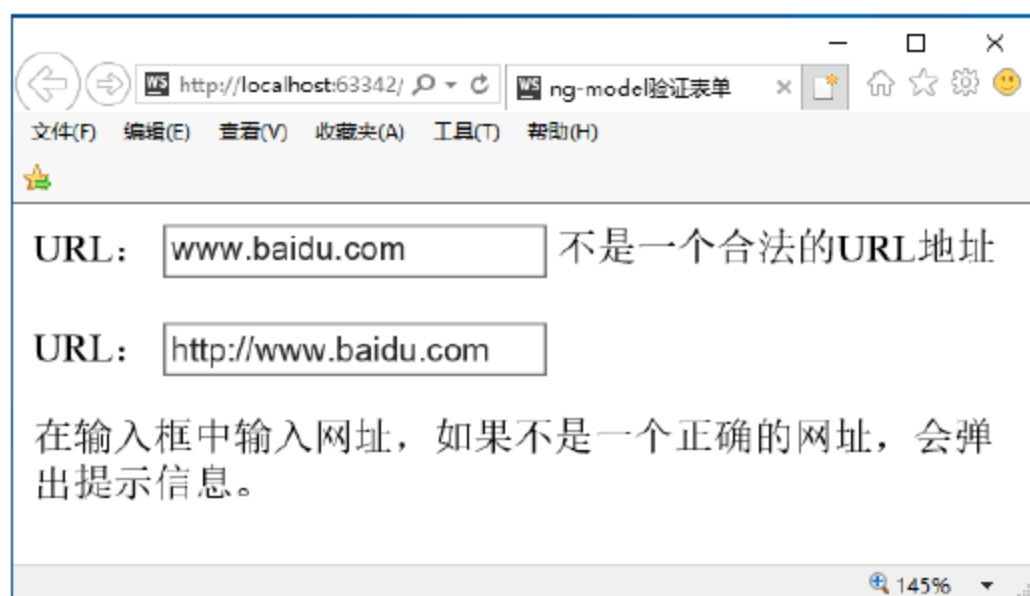 http://localhost:63342/
ng-model验证表单
文件(F) 编辑(E) 查看(V) 收藏夹(A) 工具(T) 帮助(H)
URL： www.baidu.com 不是一个合法的URL地址
URL： http://www.baidu.com
在输入框中输入网址，如果不是一个正确的网址，会弹
出提示信息。
145%